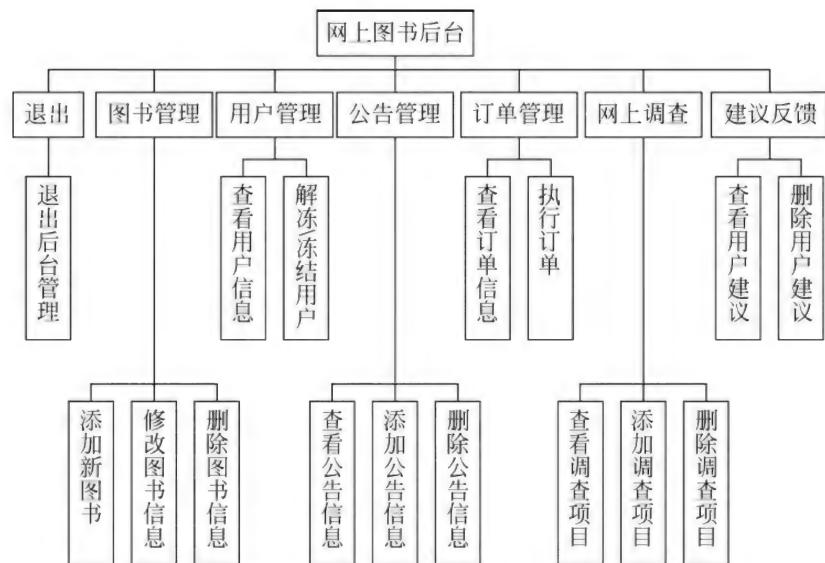 网上图书后台
退出
图书管理
用户管理
公告管理
订单管理
网上调查
建议反馈
退出后台管理
查看用户信息
解冻/冻结用户
查看订单信息
执行订单
查看用户建议
删除用户建议
添加新图书
修改图书信息
删除图书信息
查看公告信息
添加公告信息
删除公告信息
查看调查项目
添加调查项目
删除调查项目